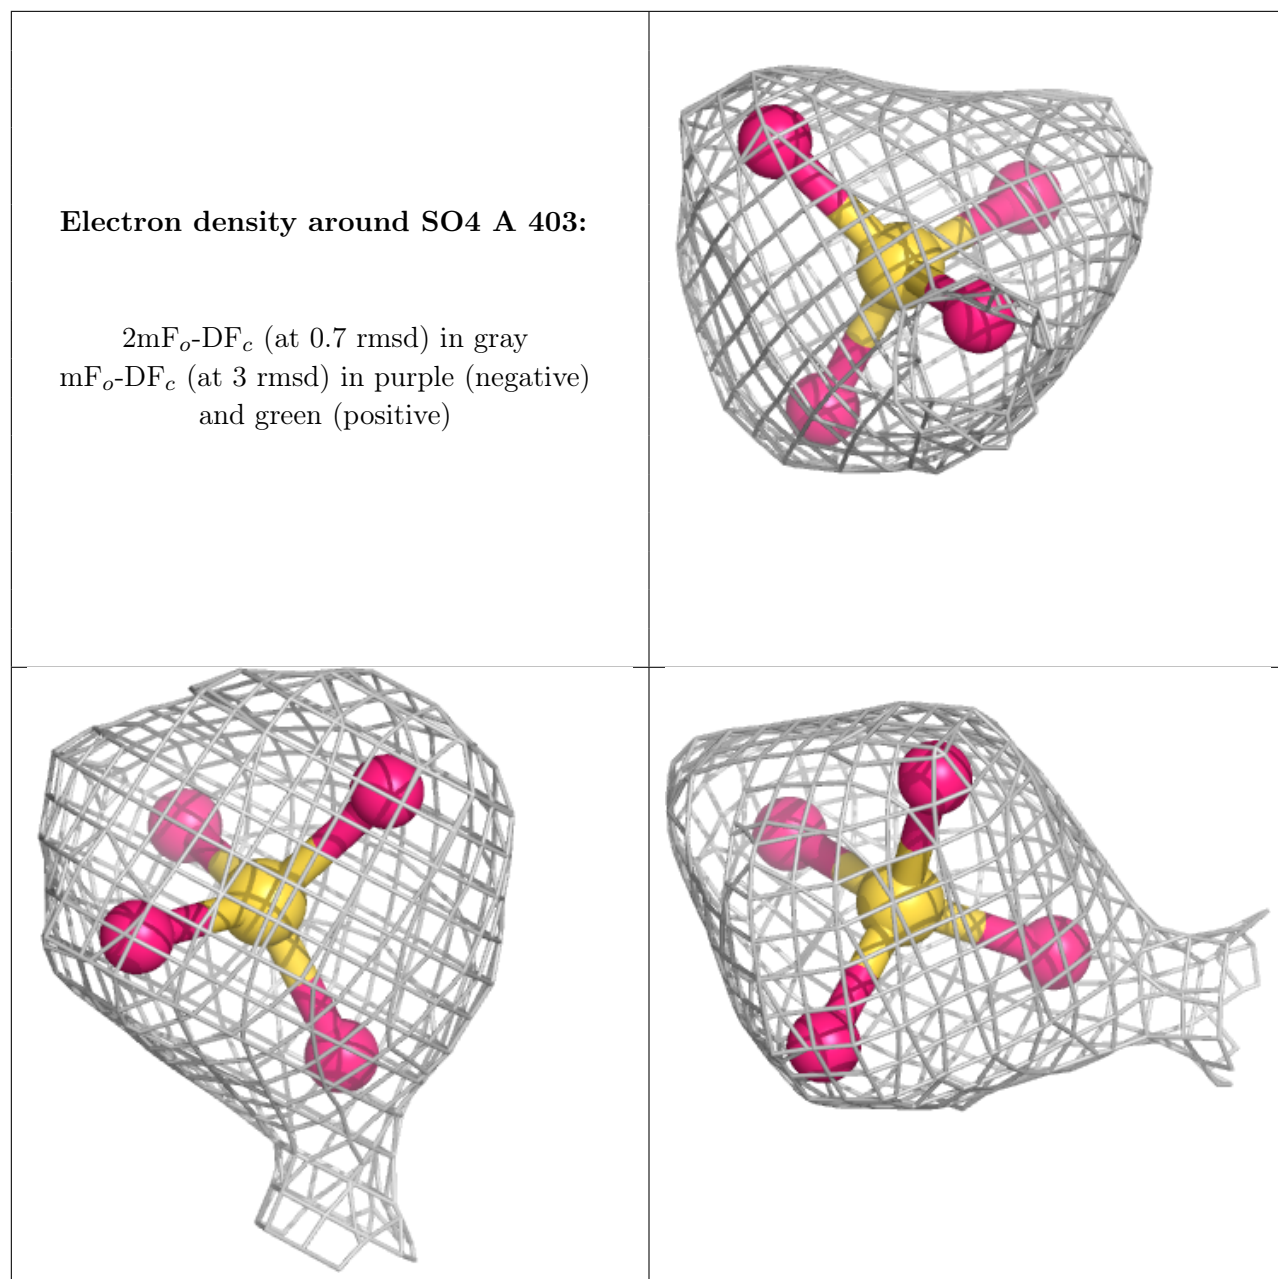 Electron density around SO4 A 403:
2mFo-DFc (at 0.7 rmsd) in gray
mFo-DFc (at 3 rmsd) in purple (negative)
and green (positive)